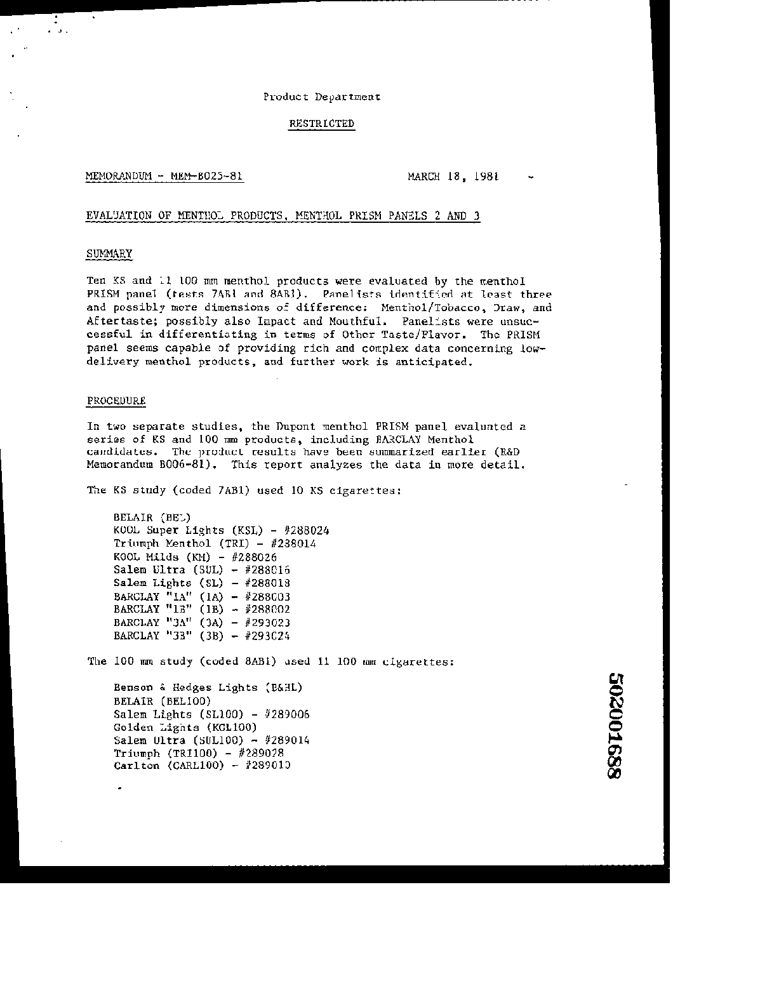 Product Department
RESTRICTED
MEMORANDUM - MEM-B025-81 MARCH 18, 1981 -
EVALUATION OF MENTHOL PRODUCTS, MENTHOL PRISM PANELS 2 AND 3
SUMMARY
Ten KS and 11 100 mm menthol products were evaluated by the menthol
PRISM panel (tests 7AB1 and 8AB1). Panelists identified at least three
and possibly more dimensions of difference: Menthol/Tobacco, Draw, and
Aftertaste; possibly also Impact and Mouthful. Panelists were unsuc-
cessful in differentiating in terms of Other Taste/Flavor. The PRISM
panel seems capable of providing rich and complex data concerning low-
delivery menthol products, and further work is anticipated.
PROCEDURE
In two separate studies, the Dupont menthol PRISM panel evaluated a
series of KS and 100 mm products, including BARCLAY Menthol
candidates. The product results have been summarized earlier (R&D
Memorandum B006-81). This report analyzes the data in more detail.
The KS study (coded 7AB1) used 10 KS cigarettes:
BELAIR (BEL)
KOOL Super Lights (KSL) - #288024
Triumph Menthol (TRI) - #288014
KOOL Milds (KM) - #288026
Salem Ultra (SUL) - #288016
Salem Lights (SL) - #288018
BARCLAY "1A" (1A) - #288003
BARCLAY "1B" (1B) - #288002
BARCLAY "3A" (3A) - #293023
BARCLAY "3B" (3B) - #293024
The 100 mm study (coded 8AB1) used 11 100 mm cigarettes:
Benson & Hedges Lights (B&HL)
BELAIR (BEL100)
Salem Lights (SL100) - #289006
Golden Lights (KGL100)
Salem Ultra (SUL100) - #289014
Triumph (TRI100) - #289028
Carlton (CARL100) - #289010
502001688